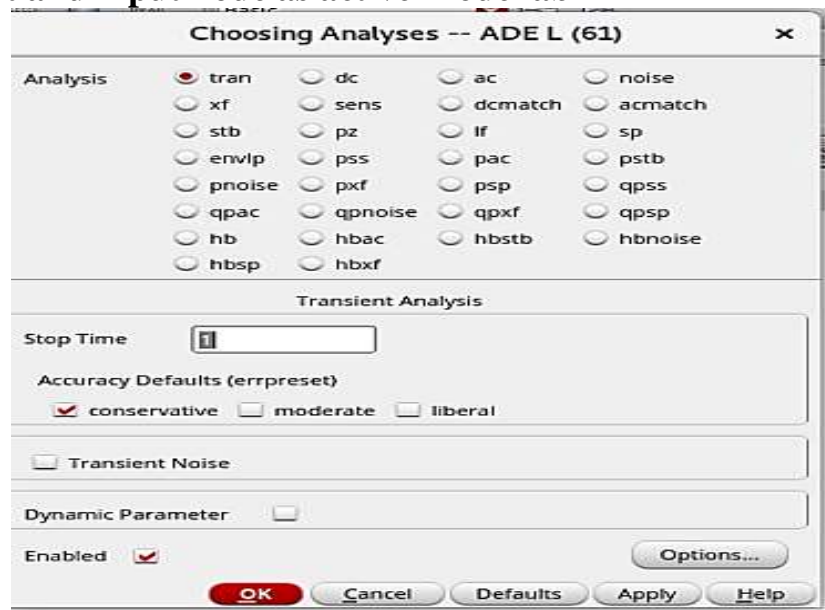 Choosing Analyses -- ADE L (61)
Analysis tran dc ac noise
xf sens dcmatch acmatch
stb pz lf sp
envlp pss pac pstb
pnoise pxf psp qpss
qpac qpnoise qpxf qpsp
hb hbac hbstb hbnoise
hbsp hbxf
Transient Analysis
Stop Time 1
Accuracy Defaults (errpreset)
conservative moderate liberal
Transient Noise
Dynamic Parameter
Enabled Options...
OK Cancel Defaults Apply Help